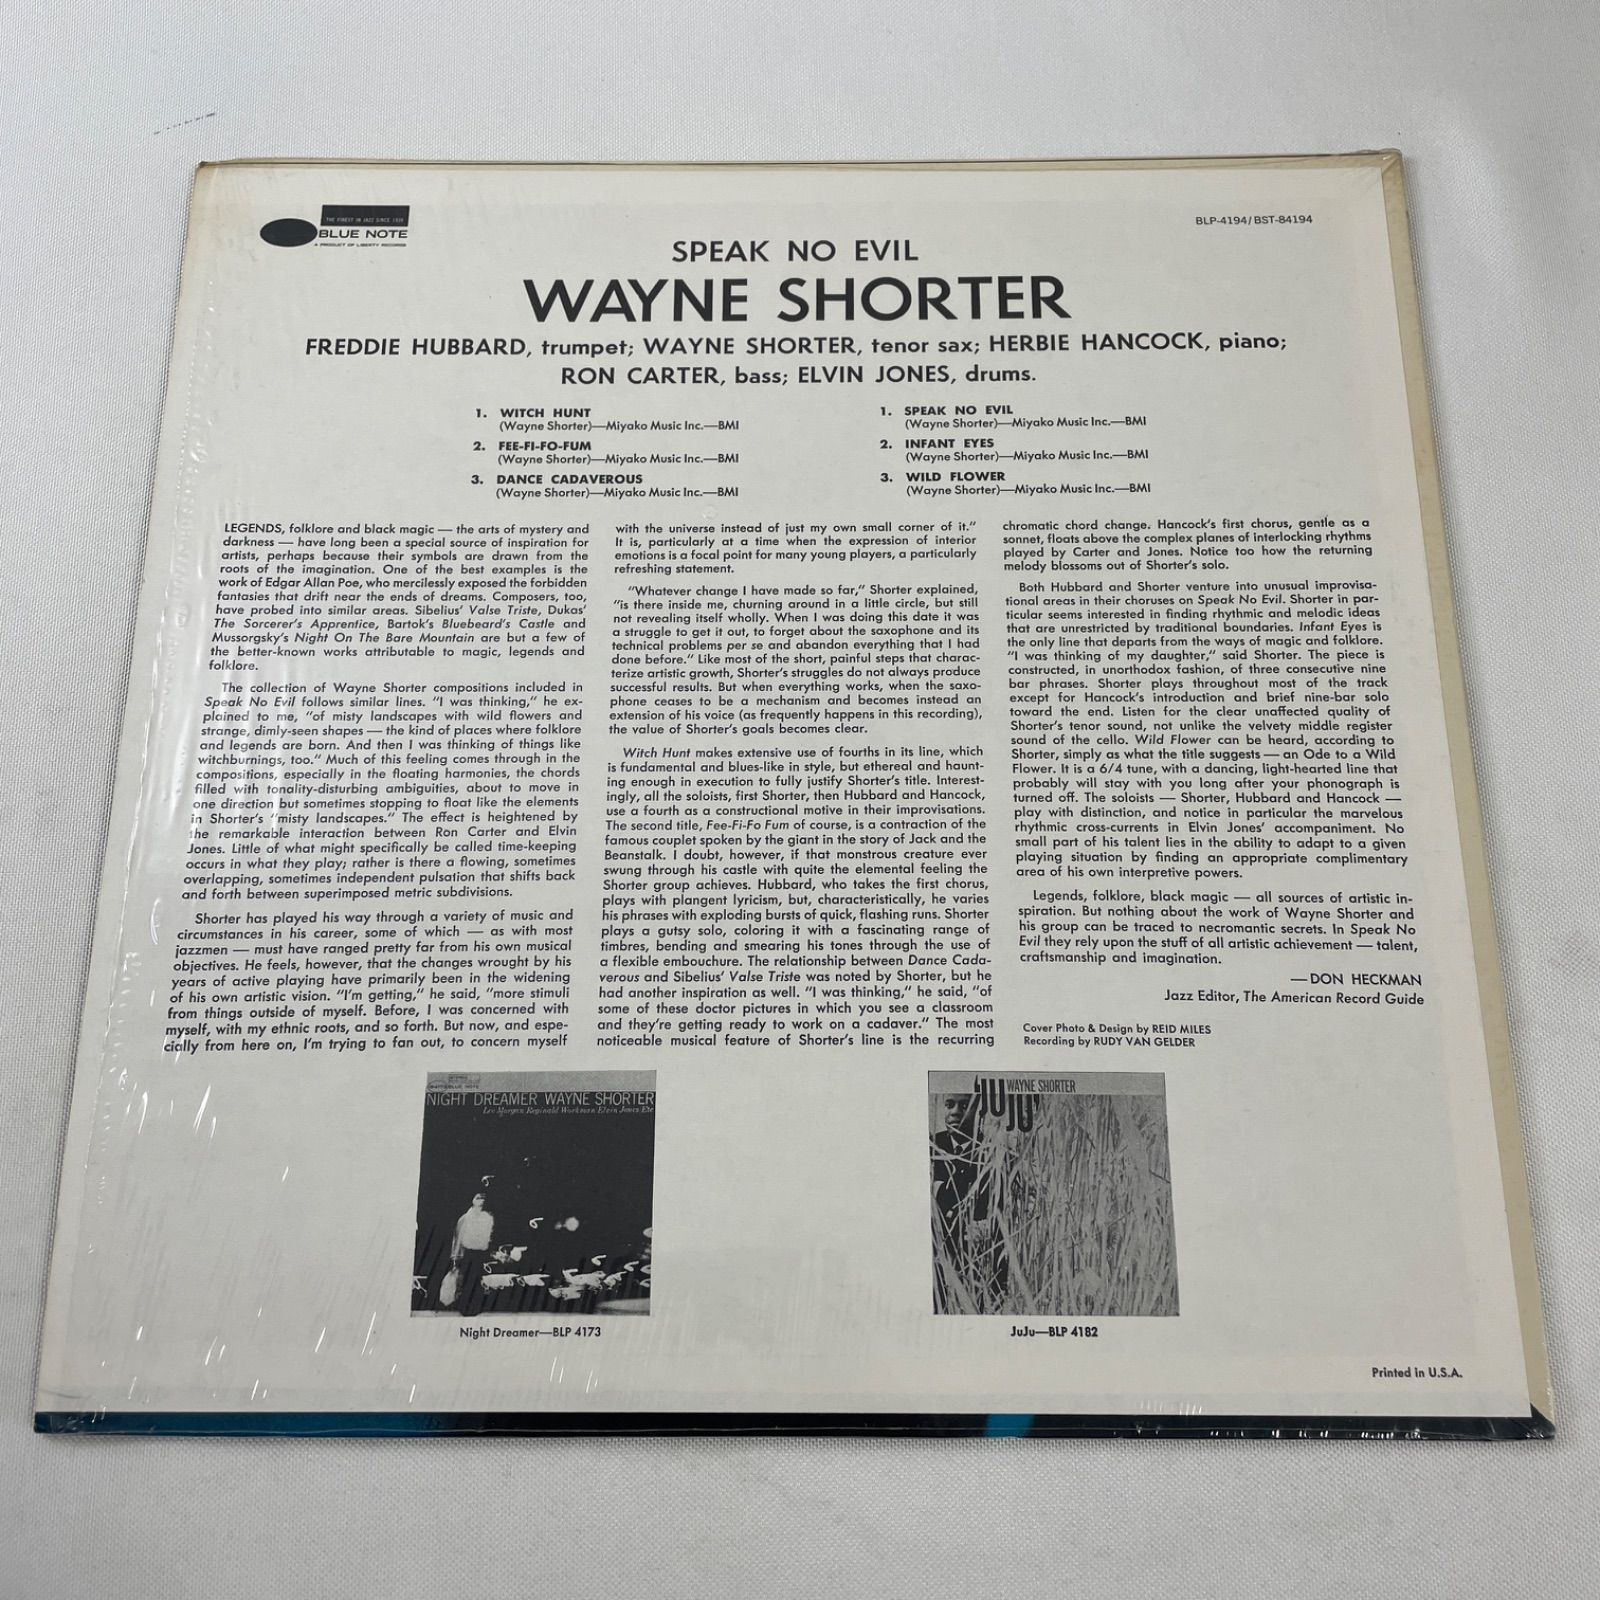 THE FINEST IN JAZZ SINCE 1939
BLUE NOTE
A PRODUCT OF LIBERTY RECORDS
BLP-4194/BST-84194
SPEAK NO EVIL
WAYNE SHORTER
FREDDIE HUBBARD, trumpet; WAYNE SHORTER, tenor sax; HERBIE HANCOCK, piano;
RON CARTER, bass; ELVIN JONES, drums.
1. WITCH HUNT
(Wayne Shorter)—Miyako Music Inc.—BMI
2. FEE-FI-FO-FUM
(Wayne Shorter)—Miyako Music Inc.—BMI
3. DANCE CADAVEROUS
(Wayne Shorter)—Miyako Music Inc.—BMI
1. SPEAK NO EVIL
(Wayne Shorter)—Miyako Music Inc.—BMI
2. INFANT EYES
(Wayne Shorter)—Miyako Music Inc.—BMI
3. WILD FLOWER
(Wayne Shorter)—Miyako Music Inc.—BMI
LEGENDS, folklore and black magic — the arts of mystery and
darkness — have long been a special source of inspiration for
artists, perhaps because their symbols are drawn from the
roots of the imagination. One of the best examples is the
work of Edgar Allan Poe, who mercilessly exposed the forbidden
fantasies that drift near the ends of dreams. Composers, too,
have probed into similar areas. Sibelius' Valse Triste, Dukas'
The Sorcerer's Apprentice, Bartok's Bluebeard's Castle and
Mussorgsky's Night On The Bare Mountain are but a few of
the better-known works attributable to magic, legends and
folklore.
The collection of Wayne Shorter compositions included in
Speak No Evil follows similar lines. "I was thinking," he ex-
plained to me, "of misty landscapes with wild flowers and
strange, dimly-seen shapes — the kind of places where folklore
and legends are born. And then I was thinking of things like
witchburnings, too." Much of this feeling comes through in the
compositions, especially in the floating harmonies, the chords
filled with tonality-disturbing ambiguities, about to move in
one direction but sometimes stopping to float like the elements
in Shorter's "misty landscapes." The effect is heightened by
the remarkable interaction between Ron Carter and Elvin
Jones. Little of what might specifically be called time-keeping
occurs in what they play; rather is there a flowing, sometimes
overlapping, sometimes independent pulsation that shifts back
and forth between superimposed metric subdivisions.
Shorter has played his way through a variety of music and
circumstances in his career, some of which — as with most
jazzmen — must have ranged pretty far from his own musical
objectives. He feels, however, that the changes wrought by his
years of active playing have primarily been in the widening
of his own artistic vision. "I'm getting," he said, "more stimuli
from things outside of myself. Before, I was concerned with
myself, with my ethnic roots, and so forth. But now, and espe-
cially from here on, I'm trying to fan out, to concern myself
with the universe instead of just my own small corner of it."
It is, particularly at a time when the expression of interior
emotions is a focal point for many young players, a particularly
refreshing statement.
"Whatever change I have made so far," Shorter explained,
"is there inside me, churning around in a little circle, but still
not revealing itself wholly. When I was doing this date it was
a struggle to get it out, to forget about the saxophone and its
technical problems per se and abandon everything that I had
done before." Like most of the short, painful steps that charac-
terize artistic growth, Shorter's struggles do not always produce
successful results. But when everything works, when the saxo-
phone ceases to be a mechanism and becomes instead an
extension of his voice (as frequently happens in this recording),
the value of Shorter's goals becomes clear.
Witch Hunt makes extensive use of fourths in its line, which
is fundamental and blues-like in style, but ethereal and haunt-
ing enough in execution to fully justify Shorter's title. Interest-
ingly, all the soloists, first Shorter, then Hubbard and Hancock,
use a fourth as a constructional motive in their improvisations.
The second title, Fee-Fi-Fo Fum of course, is a contraction of the
famous couplet spoken by the giant in the story of Jack and the
Beanstalk. I doubt, however, if that monstrous creature ever
swung through his castle with quite the elemental feeling the
Shorter group achieves. Hubbard, who takes the first chorus,
plays with plangent lyricism, but, characteristically, he varies
his phrases with exploding bursts of quick, flashing runs. Shorter
plays a gutsy solo, coloring it with a fascinating range of
timbres, bending and smearing his tones through the use of
a flexible embouchure. The relationship between Dance Cada-
verous and Sibelius' Valse Triste was noted by Shorter, but he
had another inspiration as well. "I was thinking," he said, "of
some of these doctor pictures in which you see a classroom
and they're getting ready to work on a cadaver." The most
noticeable musical feature of Shorter's line is the recurring
chromatic chord change. Hancock's first chorus, gentle as a
sonnet, floats above the complex planes of interlocking rhythms
played by Carter and Jones. Notice too how the returning
melody blossoms out of Shorter's solo.
Both Hubbard and Shorter venture into unusual improvisa-
tional areas in their choruses on Speak No Evil. Shorter in par-
ticular seems interested in finding rhythmic and melodic ideas
that are unrestricted by traditional boundaries. Infant Eyes is
the only line that departs from the ways of magic and folklore.
"I was thinking of my daughter," said Shorter. The piece is
constructed, in unorthodox fashion, of three consecutive nine
bar phrases. Shorter plays throughout most of the track
except for Hancock's introduction and brief nine-bar solo
toward the end. Listen for the clear unaffected quality of
Shorter's tenor sound, not unlike the velvety middle register
sound of the cello. Wild Flower can be heard, according to
Shorter, simply as what the title suggests — an Ode to a Wild
Flower. It is a 6/4 tune, with a dancing, light-hearted line that
probably will stay with you long after your phonograph is
turned off. The soloists — Shorter, Hubbard and Hancock —
play with distinction, and notice in particular the marvelous
rhythmic cross-currents in Elvin Jones' accompaniment. No
small part of his talent lies in the ability to adapt to a given
playing situation by finding an appropriate complimentary
area of his own interpretive powers.
Legends, folklore, black magic — all sources of artistic in-
spiration. But nothing about the work of Wayne Shorter and
his group can be traced to necromantic secrets. In Speak No
Evil they rely upon the stuff of all artistic achievement — talent,
craftsmanship and imagination.
—DON HECKMAN
Jazz Editor, The American Record Guide
Cover Photo & Design by REID MILES
Recording by RUDY VAN GELDER
NIGHT DREAMER WAYNE SHORTER
Lee Morgan/Reginald Workman/Elvin Jones/Etc
'JUJU' WAYNE SHORTER
Night Dreamer—BLP 4173
JuJu—BLP 4182
Printed in U.S.A.